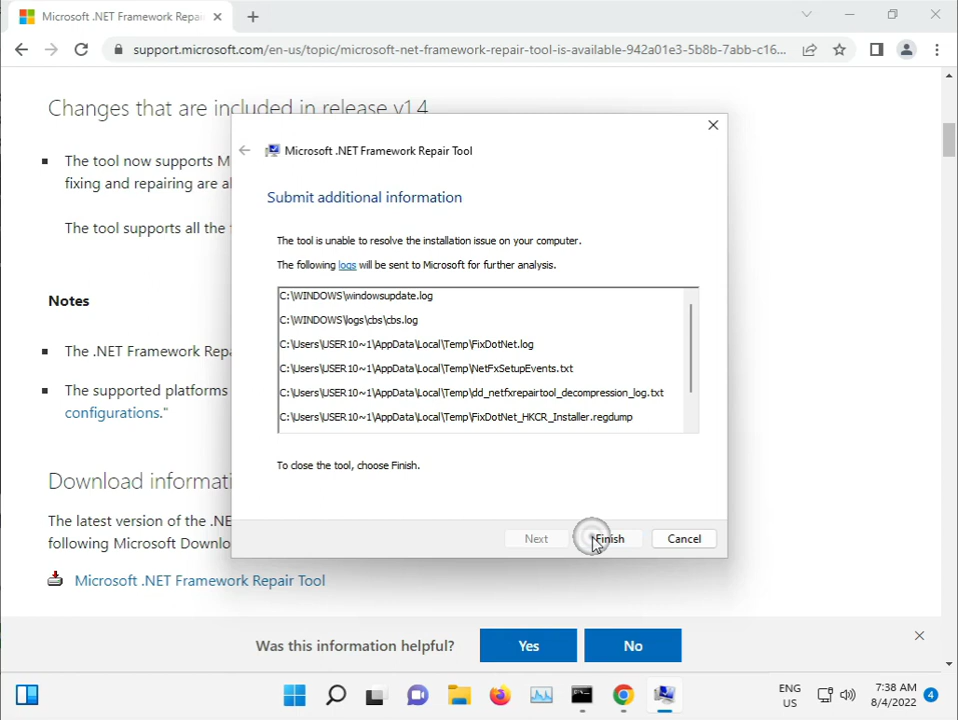 Microsoft .NET Framework Repa
support.microsoft.com/en-us/topic/microsoft-net-framework-repair-tool-is-available-942a01e3-5b8b-7abb-c16...
Changes that are included in release v1.4
The tool now supports M
fixing and repairing are al
The tool supports all the
Notes
The .NET Framework Repa
The supported platforms
configurations."
Download informati
The latest version of the .NE
following Microsoft Downlo
Microsoft .NET Framework Repair Tool
Microsoft .NET Framework Repair Tool
Submit additional information
The tool is unable to resolve the installation issue on your computer.
The following logs will be sent to Microsoft for further analysis.
C:\WINDOWS\windowsupdate.log
C:\WINDOWS\logs\cbs\cbs.log
C:\Users\USER10~1\AppData\Local\Temp\FixDotNet.log
C:\Users\USER10~1\AppData\Local\Temp\NetFxSetupEvents.txt
C:\Users\USER10~1\AppData\Local\Temp\dd_netfxrepairtool_decompression_log.txt
C:\Users\USER10~1\AppData\Local\Temp\FixDotNet_HKCR_Installer.regdump
To close the tool, choose Finish.
Next Finish Cancel
Was this information helpful? Yes No
ENG 7:38 AM
US 8/4/2022 4